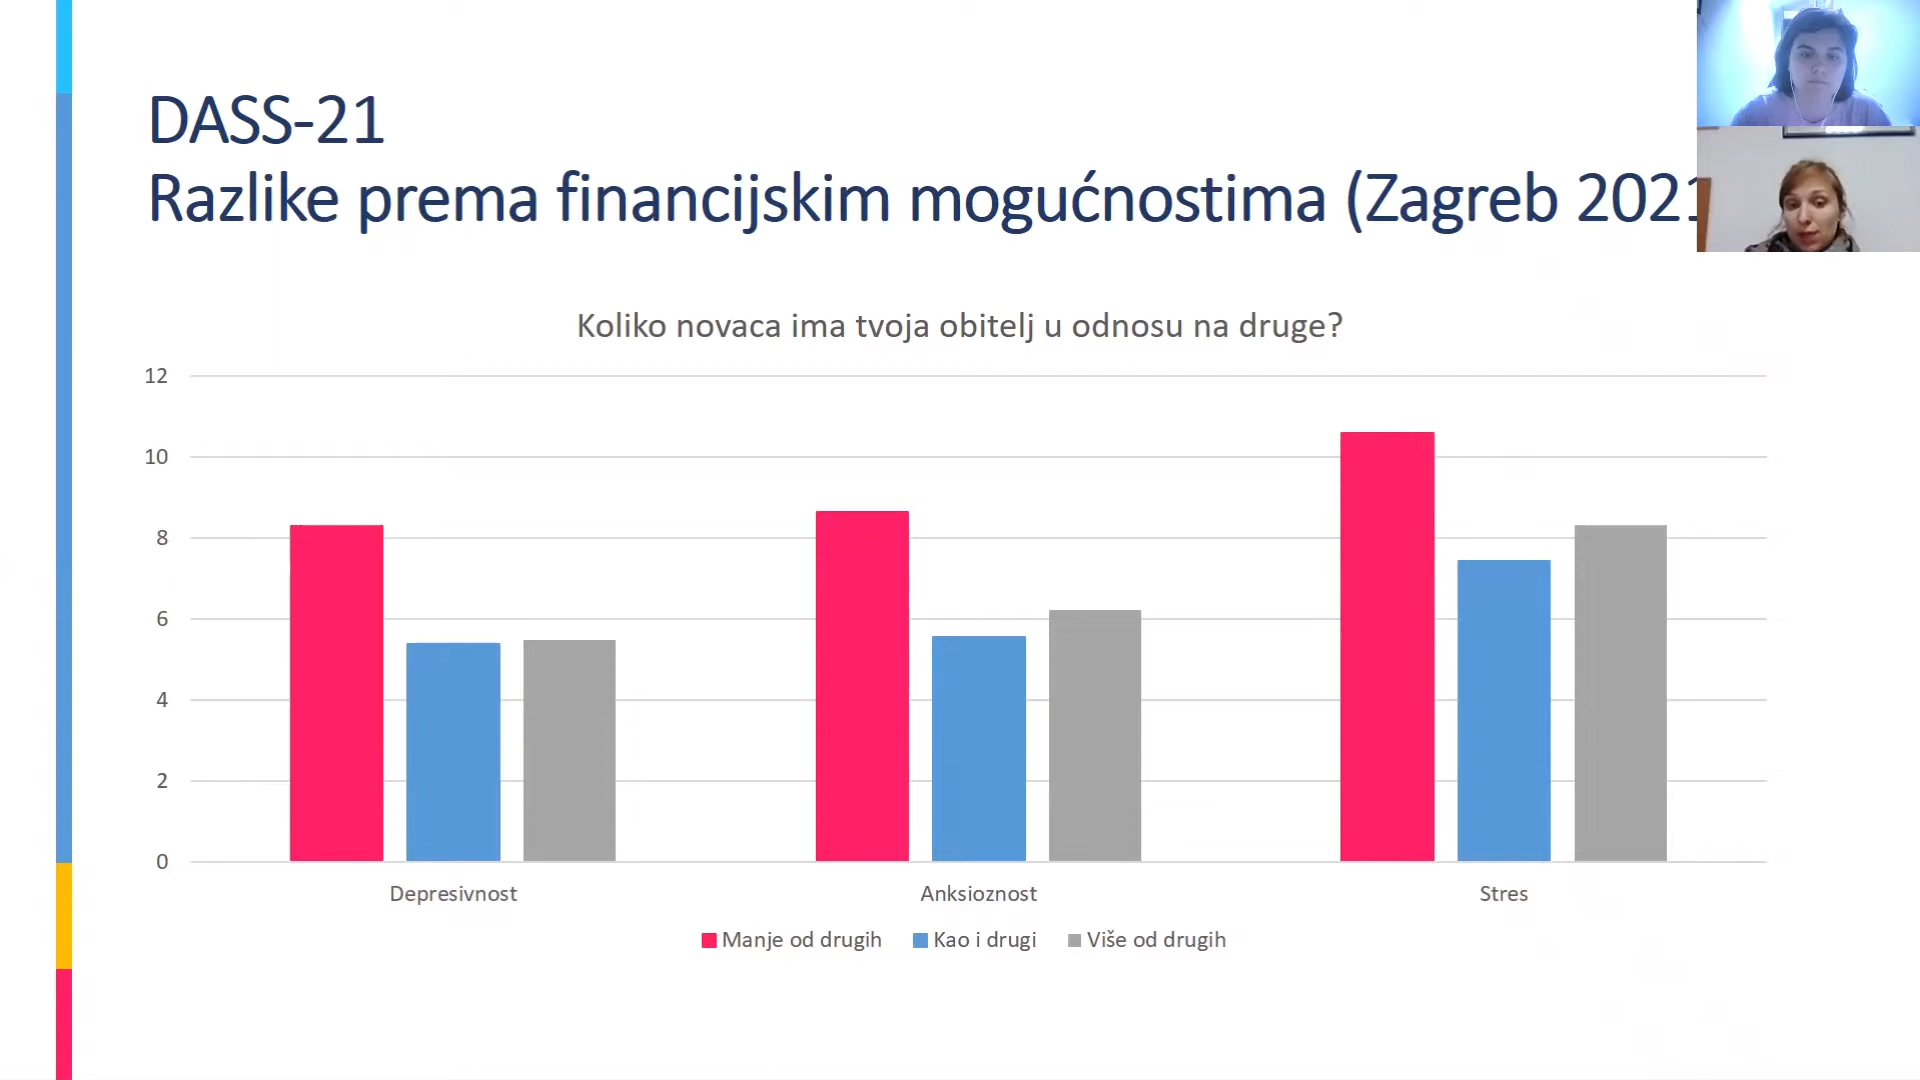 DASS-21
Razlike prema financijskim mogućnostima (Zagreb 2021
Koliko novaca ima tvoja obitelj u odnosu na druge?
12
10
8
6
4
2
0
Depresivnost Anksioznost Stres
Manje od drugih Kao i drugi Više od drugih